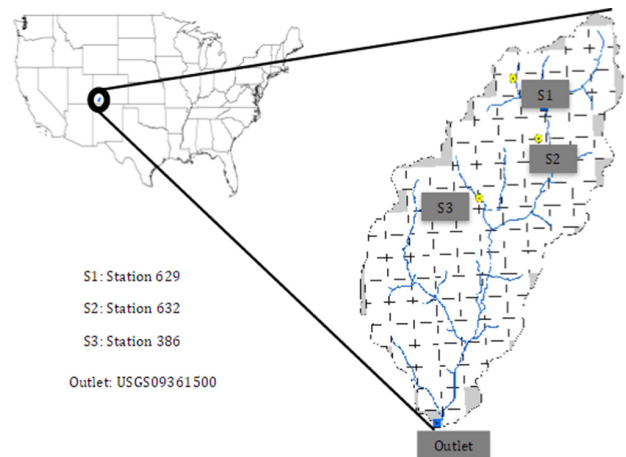 S1
S2
S3
S1: Station 629
S2: Station 632
S3: Station 386
Outlet: USGS09361500
Outlet